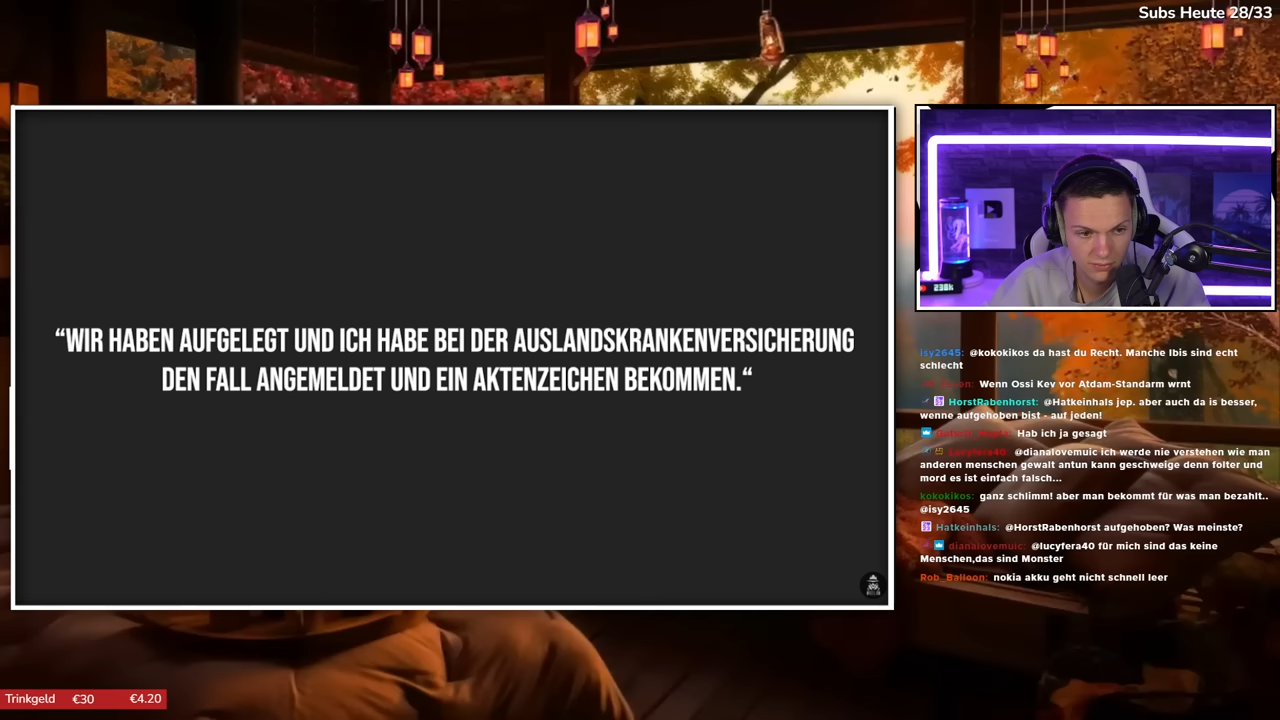 Subs Heute 28/33
“WIR HABEN AUFGELEGT UND ICH HABE BEI DER AUSLANDSKRANKENVERSICHERUNG
DEN FALL ANGEMELDET UND EIN AKTENZEICHEN BEKOMMEN.“
238k
isy2645: @kokokikos da hast du Recht. Manche Ibis sind echt
schlecht
Wenn Ossi Kev vor Atdam-Standarm wrnt
HorstRabenhorst: @Hatkeinhals jep. aber auch da is besser,
wenne aufgehoben bist - auf jeden!
Hab ich ja gesagt
Lucyfera40: @dianalovemuic ich werde nie verstehen wie man
anderen menschen gewalt antun kann geschweige denn folter und
mord es ist einfach falsch...
kokokikos: ganz schlimm! aber man bekommt für was man bezahlt..
@isy2645
Hatkeinhals: @HorstRabenhorst aufgehoben? Was meinste?
dianalovemuic: @lucyfera40 für mich sind das keine
Menschen,das sind Monster
Rob_Balloon: nokia akku geht nicht schnell leer
Trinkgeld €30 €4.20